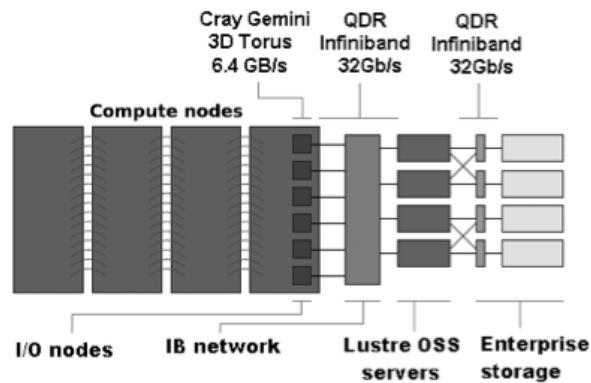 Cray Gemini
3D Torus
6.4 GB/s
QDR
Infiniband
32Gb/s
QDR
Infiniband
32Gb/s
Compute nodes
I/O nodes
IB network
Lustre OSS
servers
Enterprise
storage